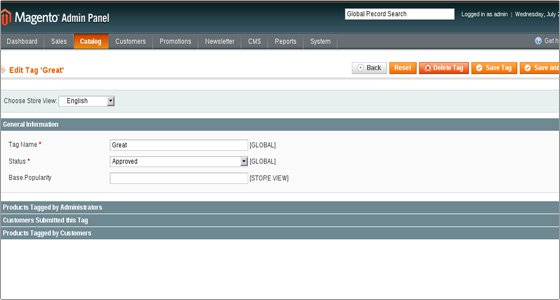 Magento® Admin Panel
Global Record Search
Logged in as admin | Wednesday, July 2
Dashboard Sales Catalog Customers Promotions Newsletter CMS Reports System
Get h
Edit Tag 'Great'
Back Reset Delete Tag Save Tag Save and
Choose Store View: English
General Information
Tag Name * Great [GLOBAL]
Status * Approved [GLOBAL]
Base Popularity [STORE VIEW]
Products Tagged by Administrators
Customers Submitted this Tag
Products Tagged by Customers